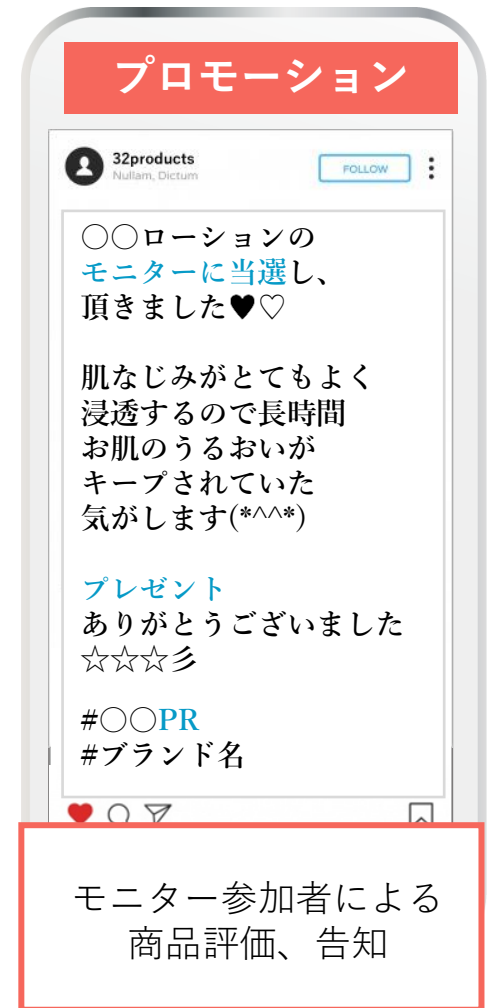 プロモーション
32products
Nullam, Dictum
FOLLOW
〇〇ローションの
モニターに当選し、
頂きました♥♡
肌なじみがとてもよく
浸透するので長時間
お肌のうるおいが
キープされていた
気がします(*^^*)
プレゼント
ありがとうございました
☆☆☆彡
#〇〇PR
#ブランド名
モニター参加者による
商品評価、告知